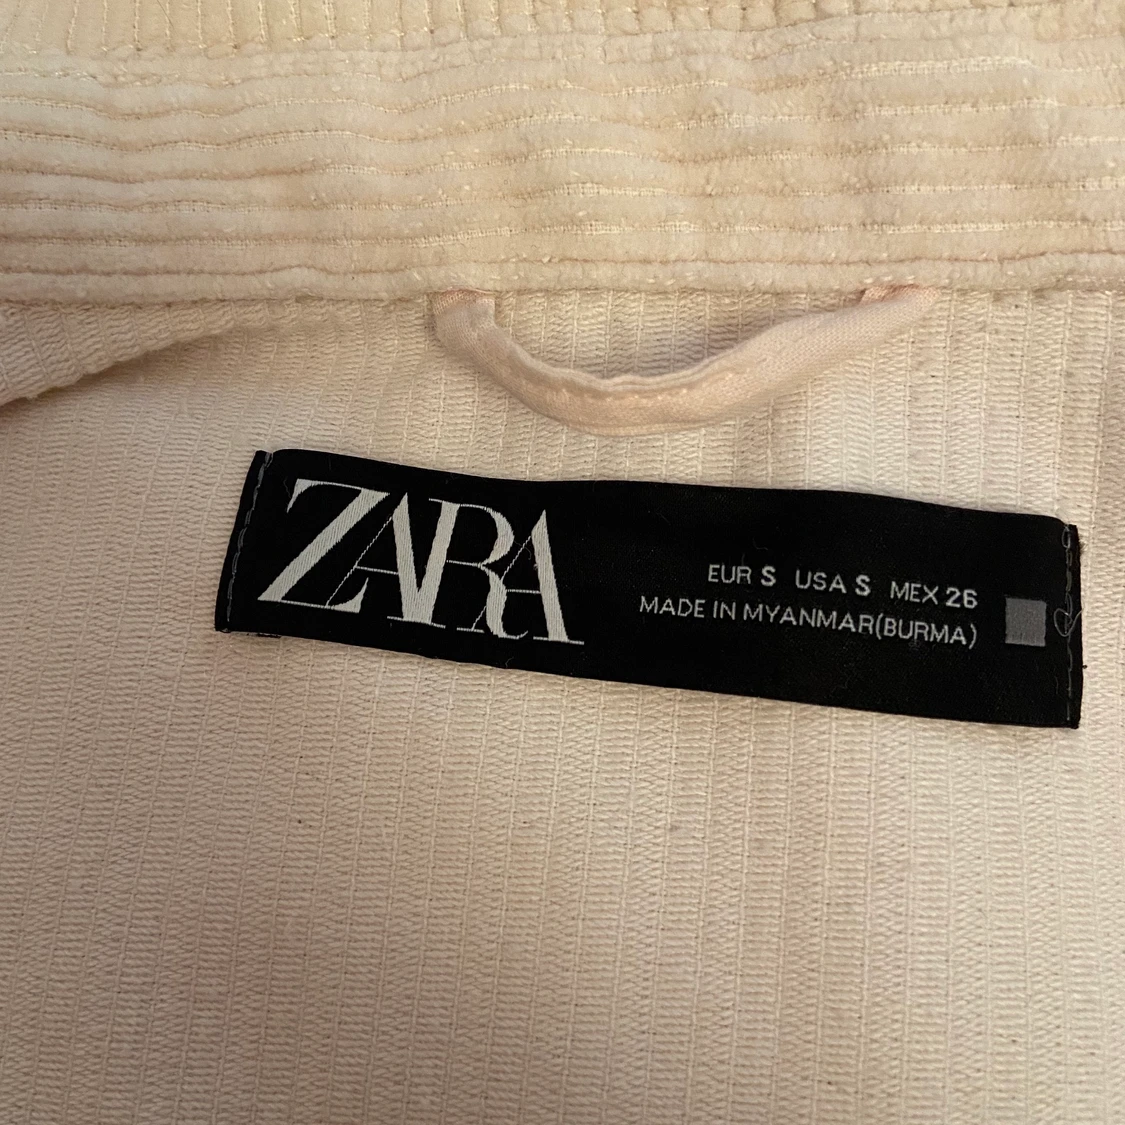 ZARA
EUR S USA S MEX 26
MADE IN MYANMAR(BURMA)